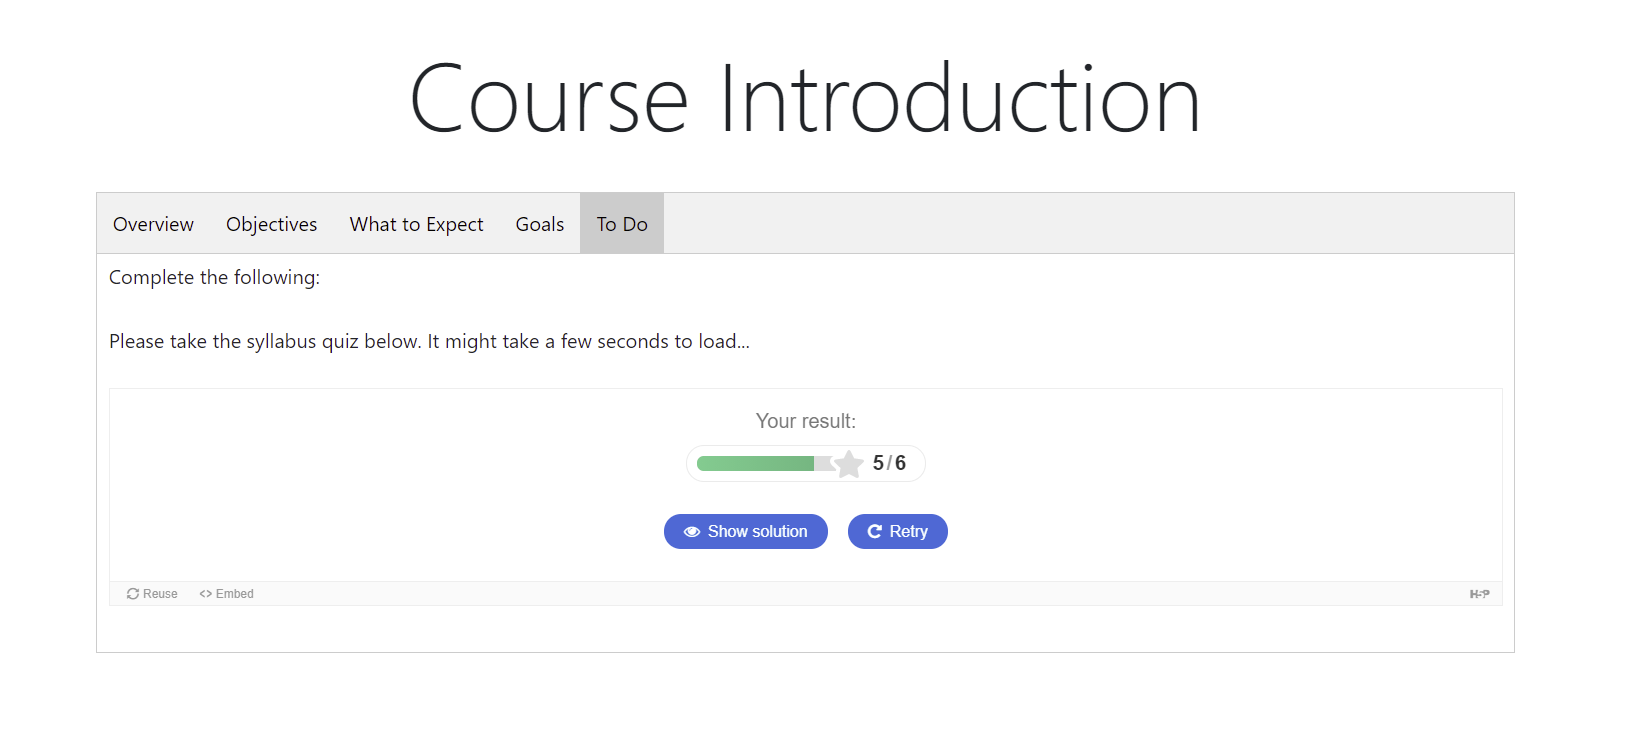 Course Introduction
Overview Objectives What to Expect Goals To Do
Complete the following:
Please take the syllabus quiz below. It might take a few seconds to load...
Your result:
5/6
Show solution Retry
Reuse <> Embed H5P